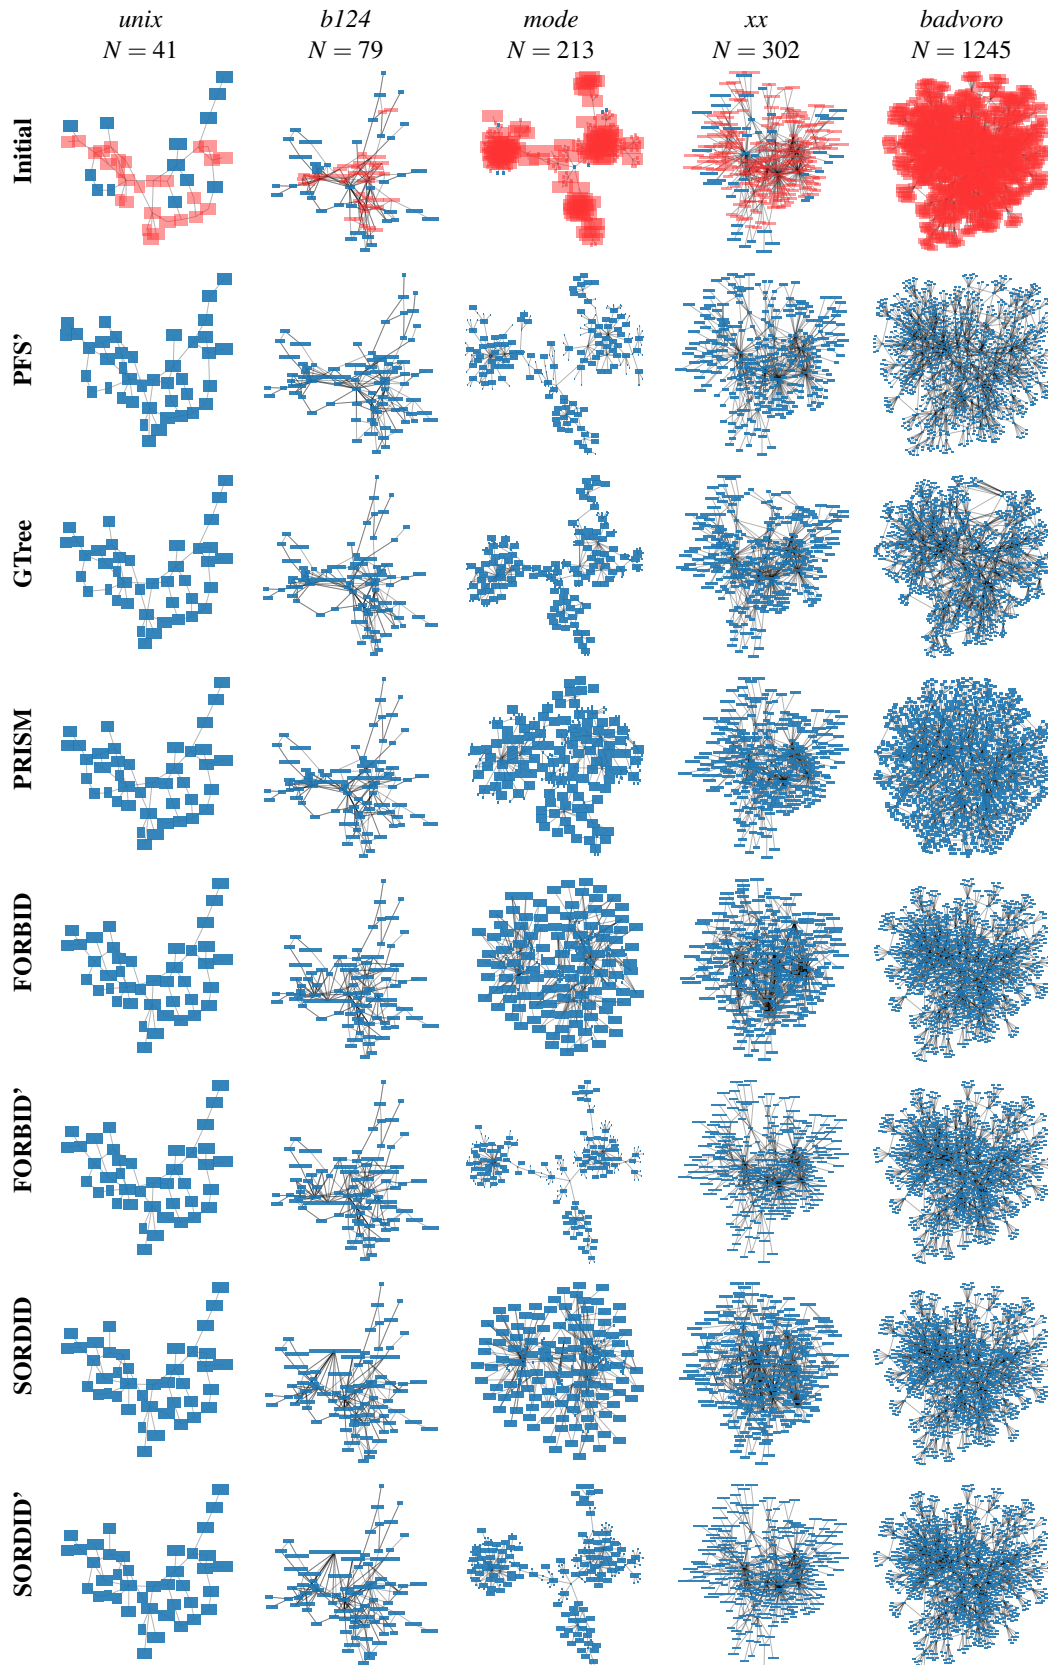 unix b124 mode xx badvoro
N = 41 N = 79 N = 213 N = 302 N = 1245
Initial
PFS'
GTree
PRISM
FORBID
FORBID'
SORDID
SORDID'